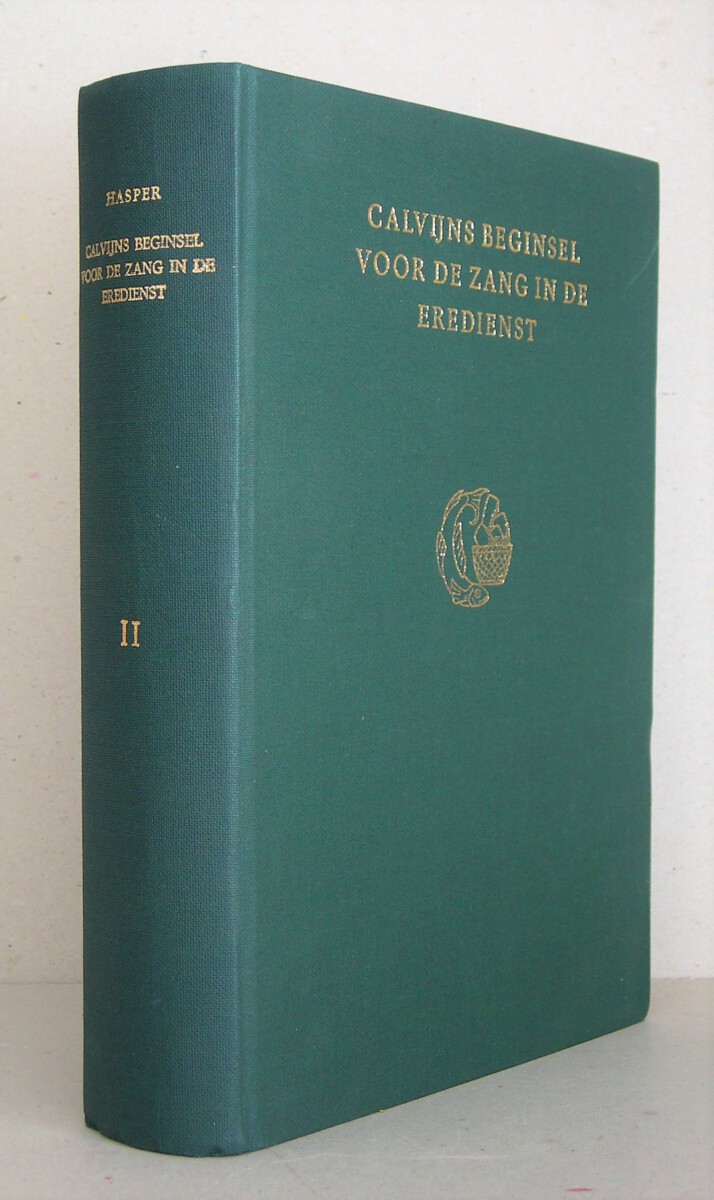 HASPER
CALVIJNS BEGINSEL
VOOR DE ZANG IN DE
EREDIENST
II
CALVIJNS BEGINSEL
VOOR DE ZANG IN DE
EREDIENST